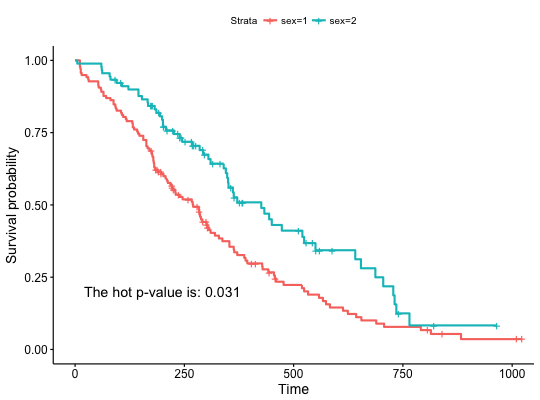 Strata sex=1 sex=2
1.00
0.75
0.50
0.25
0.00
Survival probability
The hot p-value is: 0.031
0 250 500 750 1000
Time